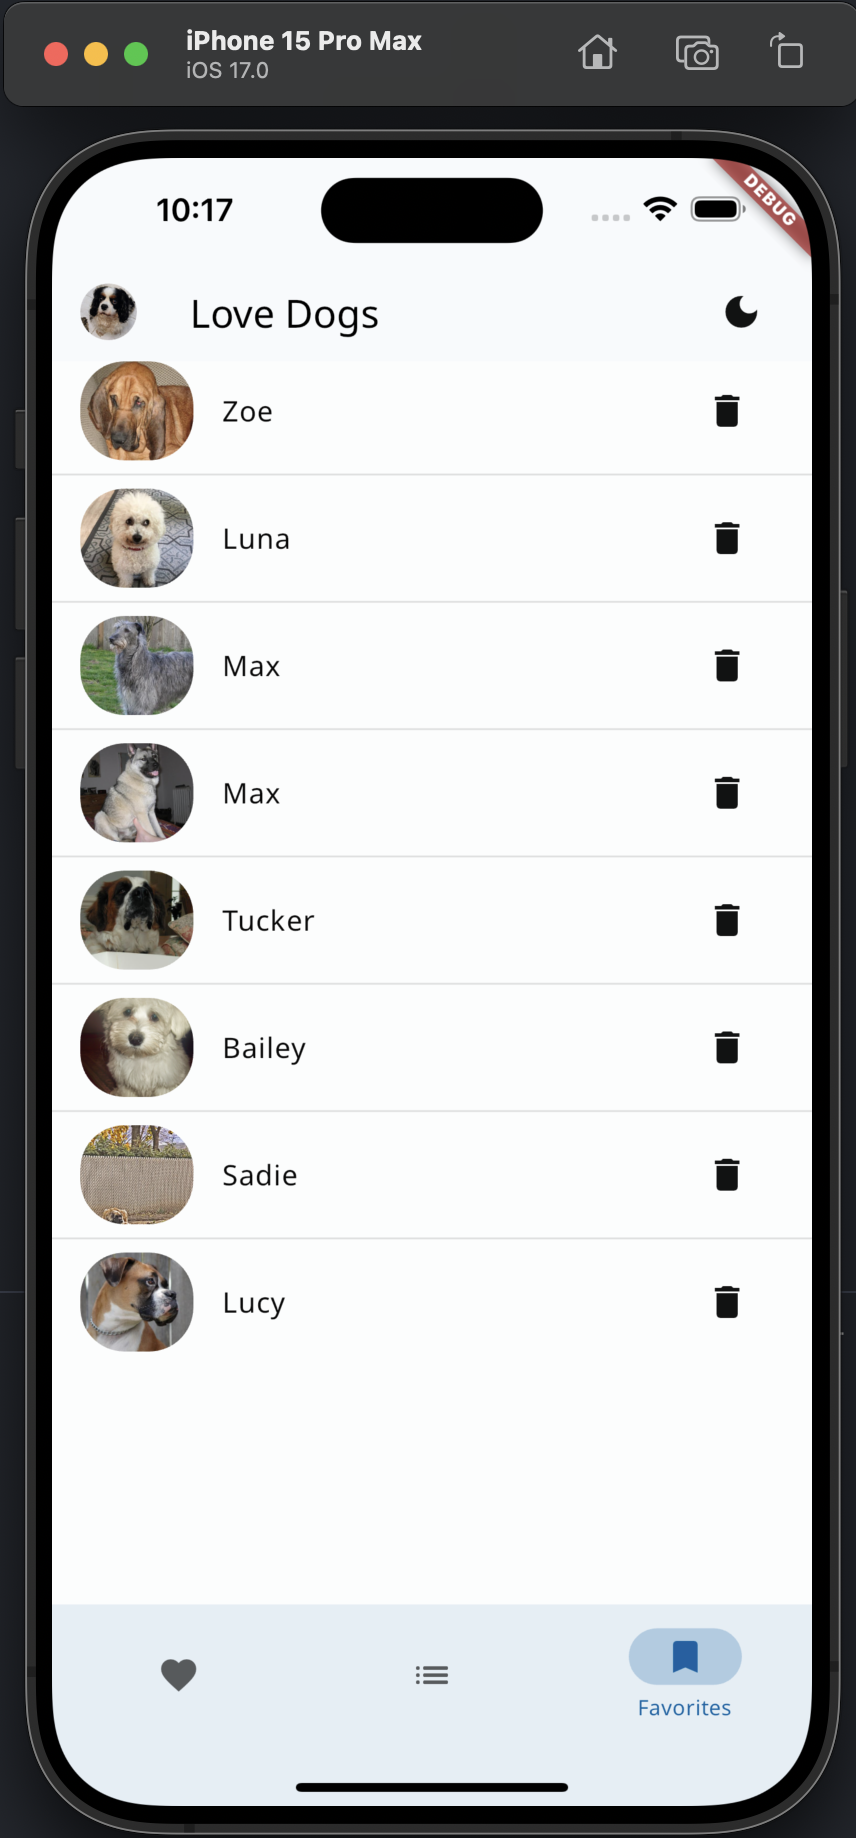 iPhone 15 Pro Max
iOS 17.0
10:17
DEBUG
Love Dogs
Zoe
Luna
Max
Max
Tucker
Bailey
Sadie
Lucy
Favorites